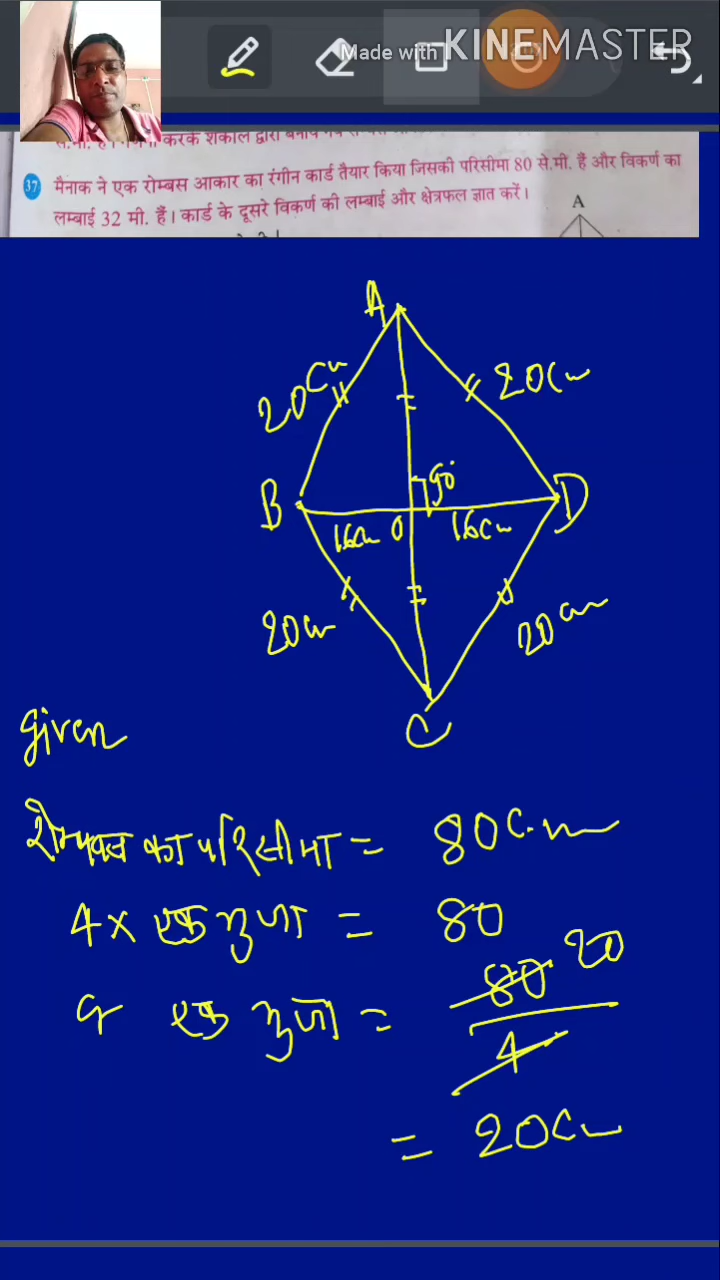 Made with KINEMASTER
से.मी. है।
करके शकाल द्वारा
37 मैनाक ने एक रोम्बस आकार का रंगीन कार्ड तैयार किया जिसकी परिसीमा 80 से.मी. हैं और विकर्ण का
लम्बाई 32 मी. हैं। कार्ड के दूसरे विकर्ण की लम्बाई और क्षेत्रफल ज्ञात करें।
A
A
20cm
20cm
B
90°
D
16cm O 16cm
20cm
20cm
C
given
रोम्बस का परिसीमा = 80 c.m
4 x एक भुजा = 80
एक भुजा = 80 20
4
= 20cm